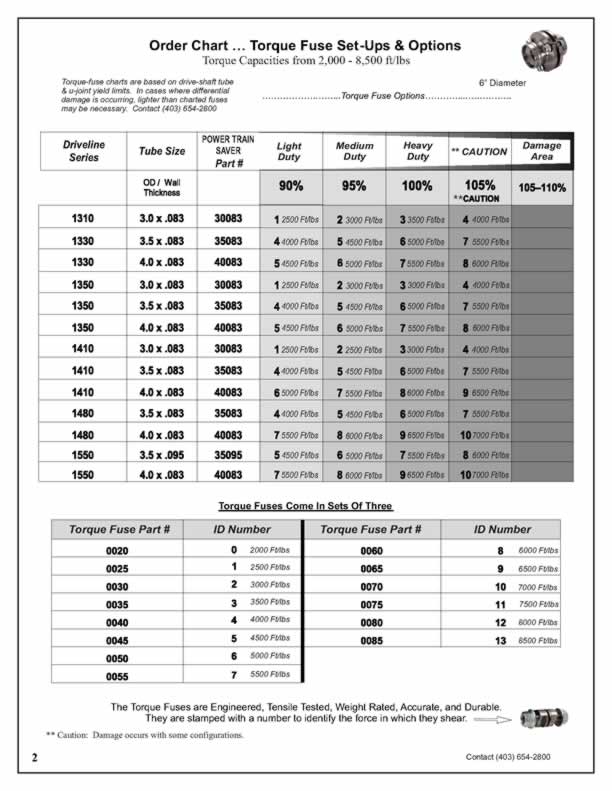 Order Chart … Torque Fuse Set-Ups & Options
Torque Capacities from 2,000 - 8,500 ft/lbs
Torque-fuse charts are based on drive-shaft tube
& u-joint yield limits. In cases where differential
damage is occurring, lighter than charted fuses
may be necessary. Contact (403) 654-2800
6" Diameter
……………………..Torque Fuse Options…………..…………..
Driveline Series Tube Size POWER TRAIN SAVER Part # Light Duty Medium Duty Heavy Duty ** CAUTION Damage Area
OD / Wall Thickness 90% 95% 100% 105% **CAUTION 105–110%
1310 3.0 x .083 30083 1 2500 Ft/lbs 2 3000 Ft/lbs 3 3500 Ft/lbs 4 4000 Ft/lbs
1330 3.5 x .083 35083 4 4000 Ft/lbs 5 4500 Ft/lbs 6 5000 Ft/lbs 7 5500 Ft/lbs
1330 4.0 x .083 40083 5 4500 Ft/lbs 6 5000 Ft/lbs 7 5500 Ft/lbs 8 6000 Ft/lbs
1350 3.0 x .083 30083 1 2500 Ft/lbs 2 3000 Ft/lbs 3 3000 Ft/lbs 4 4000 Ft/lbs
1350 3.5 x .083 35083 4 4000 Ft/lbs 5 4500 Ft/lbs 6 5000 Ft/lbs 7 5500 Ft/lbs
1350 4.0 x .083 40083 5 4500 Ft/lbs 6 5000 Ft/lbs 7 5500 Ft/lbs 8 6000 Ft/lbs
1410 3.0 x .083 30083 1 2500 Ft/lbs 2 2500 Ft/lbs 3 3000 Ft/lbs 4 4000 Ft/lbs
1410 3.5 x .083 35083 4 4000 Ft/lbs 5 4500 Ft/lbs 6 5000 Ft/lbs 7 5500 Ft/lbs
1410 4.0 x .083 40083 6 5000 Ft/lbs 7 5500 Ft/lbs 8 6000 Ft/lbs 9 6500 Ft/lbs
1480 3.5 x .083 35083 4 4000 Ft/lbs 5 4500 Ft/lbs 6 5000 Ft/lbs 7 5500 Ft/lbs
1480 4.0 x .083 40083 7 5500 Ft/lbs 8 6000 Ft/lbs 9 6500 Ft/lbs 10 7000 Ft/lbs
1550 3.5 x .095 35095 5 4500 Ft/lbs 6 5000 Ft/lbs 7 5500 Ft/lbs 8 6000 Ft/lbs
1550 4.0 x .083 40083 7 5500 Ft/lbs 8 6000 Ft/lbs 9 6500 Ft/lbs 10 7000 Ft/lbs
Torque Fuses Come In Sets Of Three
Torque Fuse Part # ID Number Torque Fuse Part # ID Number
0020 0 2000 Ft/lbs 0060 8 6000 Ft/lbs
0025 1 2500 Ft/lbs 0065 9 6500 Ft/lbs
0030 2 3000 Ft/lbs 0070 10 7000 Ft/lbs
0035 3 3500 Ft/lbs 0075 11 7500 Ft/lbs
0040 4 4000 Ft/lbs 0080 12 8000 Ft/lbs
0045 5 4500 Ft/lbs 0085 13 8500 Ft/lbs
0050 6 5000 Ft/lbs
0055 7 5500 Ft/lbs
The Torque Fuses are Engineered, Tensile Tested, Weight Rated, Accurate, and Durable.
They are stamped with a number to identify the force in which they shear.
** Caution: Damage occurs with some configurations.
2
Contact (403) 654-2800